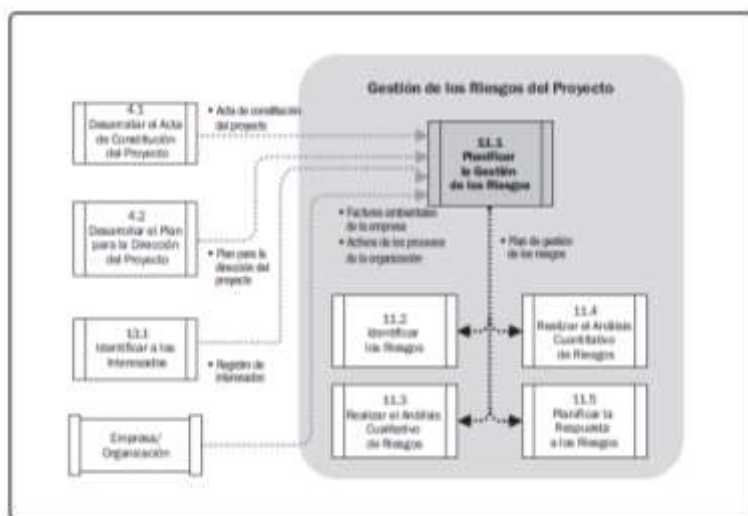 Gestión de los Riesgos del Proyecto
4.1
Desarrollar el Acta
de Constitución
del Proyecto
• Acta de constitución
del proyecto
11.1
Planificar
la Gestión
de los Riesgos
4.2
Desarrollar el Plan
para la Dirección
del Proyecto
• Plan para la
dirección del
proyecto
• Factores ambientales
de la empresa
• Activos de los procesos
de la organización
• Plan de gestión
de los riesgos
13.1
Identificar a los
Interesados
• Registro de
interesados
11.2
Identificar
los Riesgos
11.4
Realizar el Análisis
Cuantitativo
de Riesgos
11.3
Realizar el Análisis
Cualitativo
de Riesgos
11.5
Planificar la
Respuesta
a los Riesgos
Empresa/
Organización